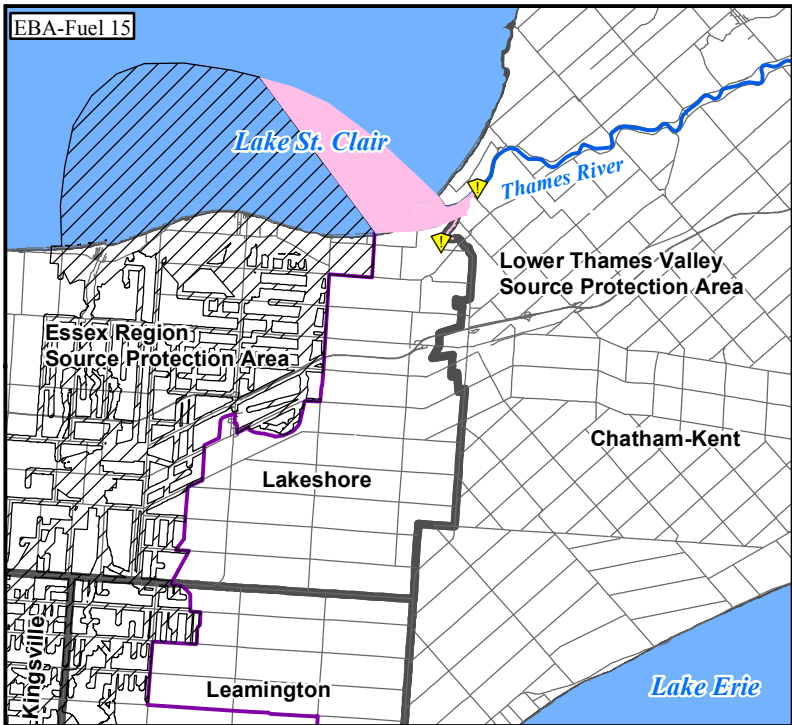 EBA-Fuel 15
Lake St. Clair
!
Thames River
!
Lower Thames Valley
Source Protection Area
Essex Region
Source Protection Area
Chatham-Kent
Lakeshore
Kingsville
Leamington
Lake Erie